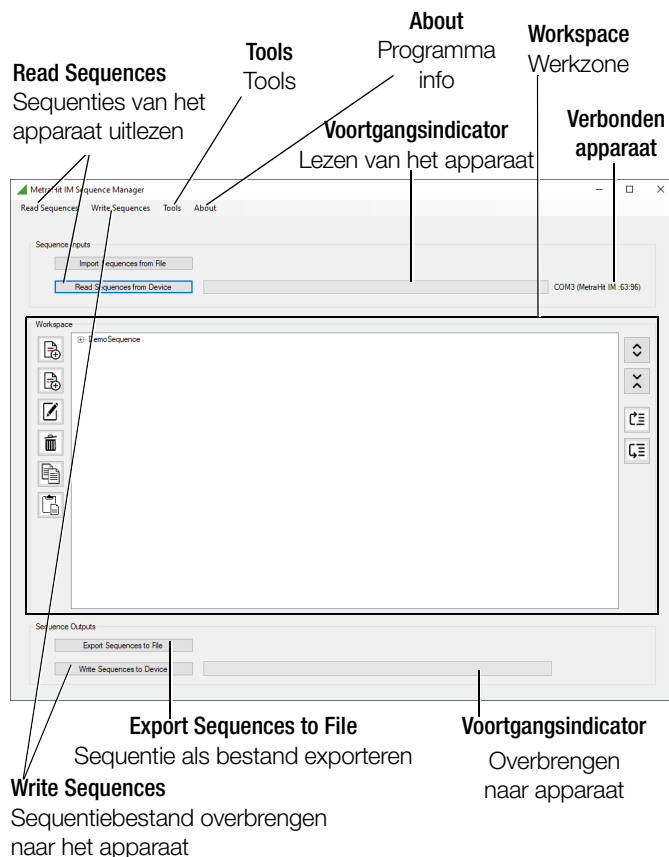 About
Programma
info
Workspace
Werkzone
Tools
Tools
Read Sequences
Sequenties van het
apparaat uitlezen
Voortgangsindicator
Lezen van het apparaat
Verbonden
apparaat
MetraHit IM Sequence Manager
Read Sequences Write Sequences Tools About
Sequence Inputs
Import Sequences from File
Read Sequences from Device
COM3 (MetraHit IM :63:96)
Workspace
DemoSequence
Sequence Outputs
Export Sequences to File
Write Sequences to Device
Export Sequences to File
Sequentie als bestand exporteren
Voortgangsindicator
Overbrengen
naar apparaat
Write Sequences
Sequentiebestand overbrengen
naar het apparaat